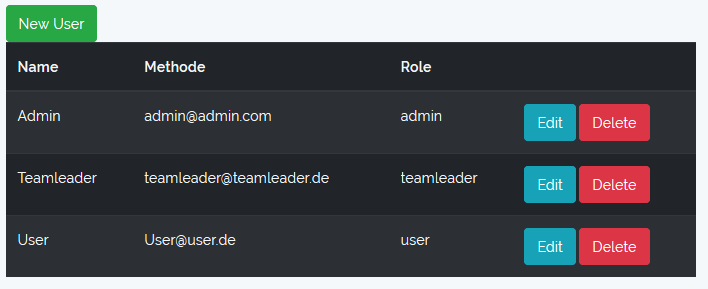 New User
Name Methode Role
Admin admin@admin.com admin Edit Delete
Teamleader teamleader@teamleader.de teamleader Edit Delete
User User@user.de user Edit Delete